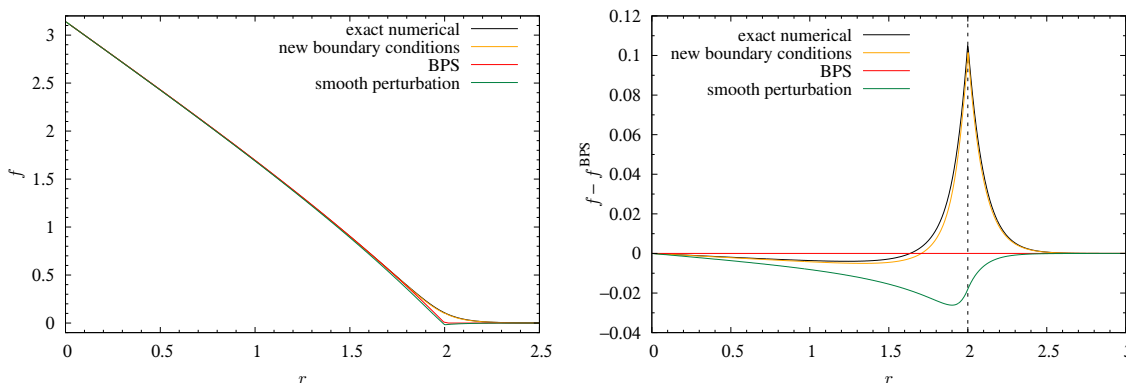 3
2.5
2
1.5
1
0.5
0
0
0.5
1
1.5
2
2.5
f
r
exact numerical
new boundary conditions
BPS
smooth perturbation
0.12
0.1
0.08
0.06
0.04
0.02
0
−0.02
−0.04
0
0.5
1
1.5
2
2.5
3
f − f^BPS
r
exact numerical
new boundary conditions
BPS
smooth perturbation